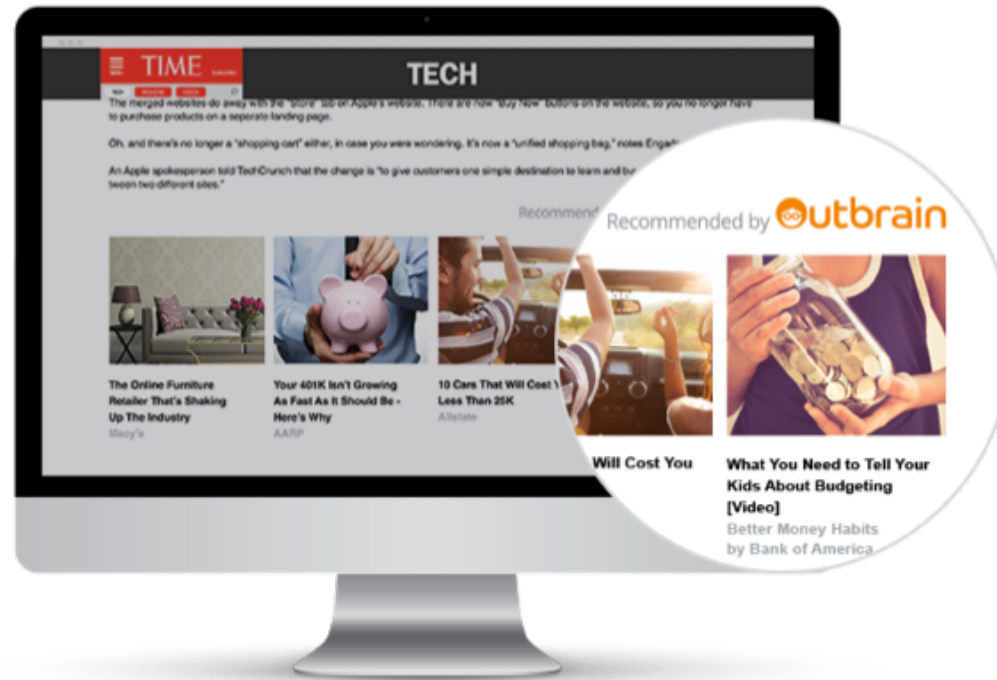 TIME
TECH
The merged websites do away with the "Store" tab on Apple's website. There are now "Buy Now" buttons on the website, so you no longer have
to purchase products on a separate landing page.
Oh, and there's no longer a "shopping cart" either, in case you were wondering. It's now a "unified shopping bag," notes
An Apple spokesperson told TechCrunch that the change is "to give customers one simple destination to learn and
tween two different sites."
Recommend
Recommended by Outbrain
The Online Furniture
Retailer That's Shaking
Up The Industry
Macy's
Your 401K Isn't Growing
As Fast As It Should Be -
Here's Why
AARP
10 Cars That Will Cost
Less Than 25K
Allstate
Will Cost You
What You Need to Tell Your
Kids About Budgeting
[Video]
Better Money Habits
by Bank of America